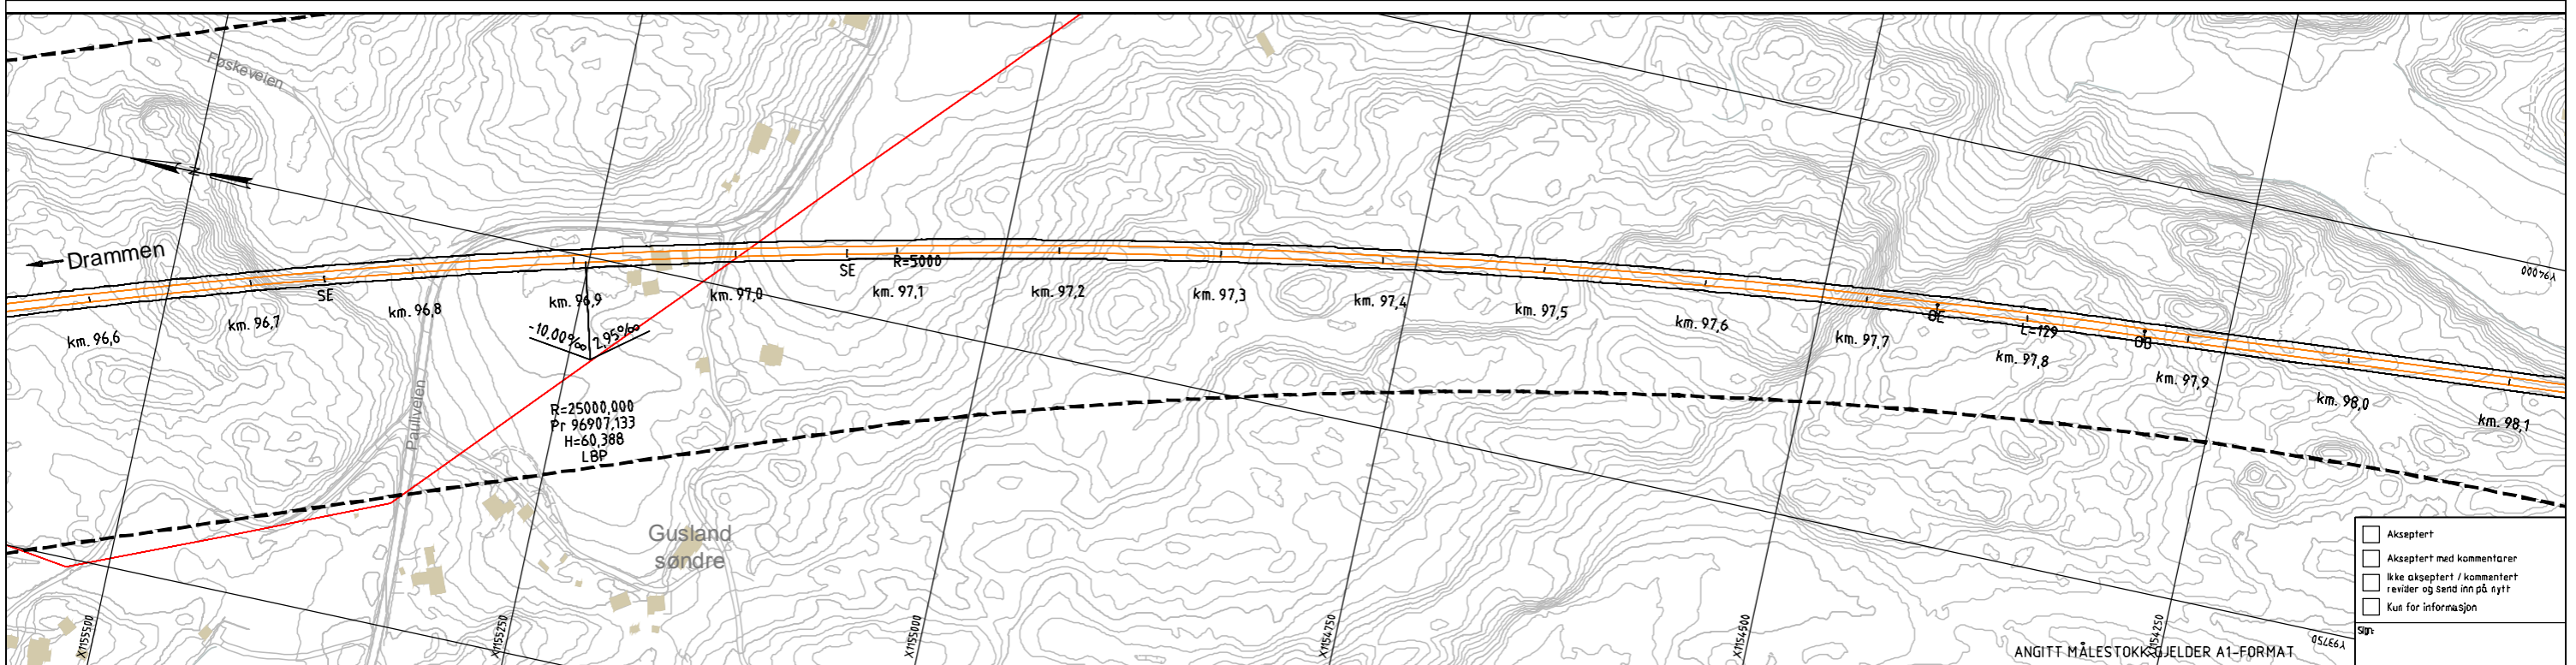 Føskeveien
N
Drammen
SE
SE
R=5000
OE
L=129
OB
km. 96,6
km. 96,7
km. 96,8
km. 96,9
km. 97,0
km. 97,1
km. 97,2
km. 97,3
km. 97,4
km. 97,5
km. 97,6
km. 97,7
km. 97,8
km. 97,9
km. 98,0
km. 98,1
-10.00‰
2,95‰
R=25000,000
Pr 96907,133
H=60,388
LBP
Pauliveien
Gusland
søndre
X1155500
X1155250
X1155000
X1154750
X1154500
X1154250
Y94000
Y93750
Akseptert
Akseptert med kommentarer
Ikke akseptert / kommentert
revider og send inn på nytt
Kun for informasjon
Sign:
ANGITT MÅLESTOKK GJELDER A1-FORMAT